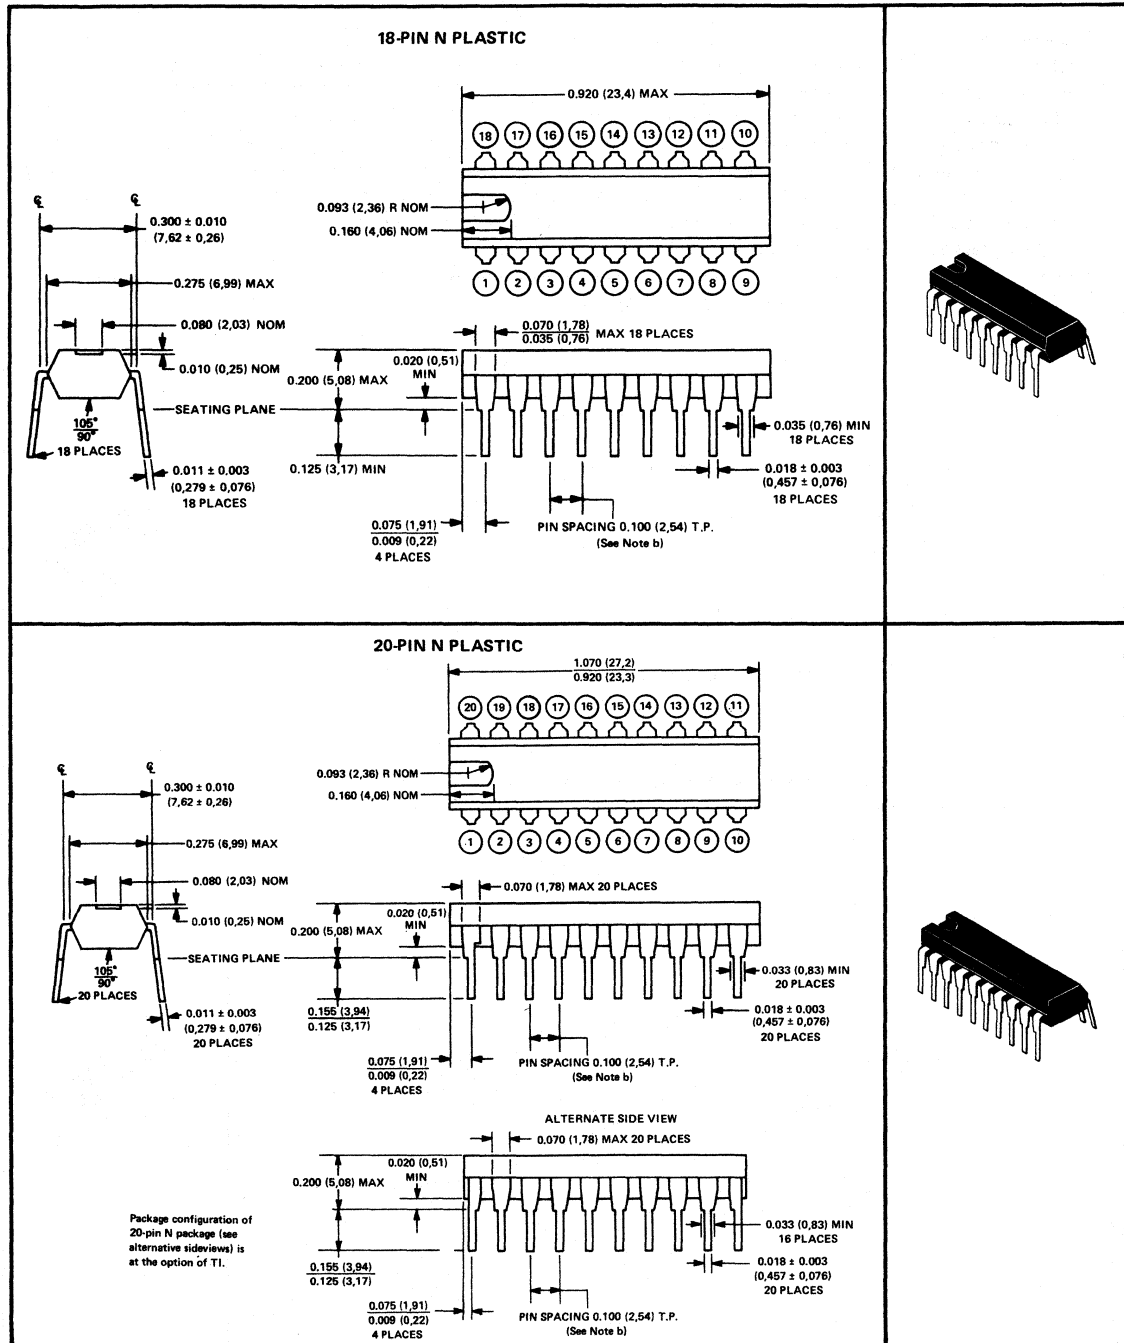 18-PIN N PLASTIC
0.920 (23,4) MAX
18 17 16 15 14 13 12 11 10
℄ ℄
0.300 ± 0.010
(7,62 ± 0,26)
0.093 (2,36) R NOM
0.160 (4,06) NOM
1 2 3 4 5 6 7 8 9
0.275 (6,99) MAX
0.080 (2,03) NOM
0.010 (0,25) NOM
0.070 (1,78)
0.035 (0,76)
MAX 18 PLACES
0.020 (0,51)
MIN
0.200 (5,08) MAX
SEATING PLANE
105°
90°
18 PLACES
0.125 (3,17) MIN
0.035 (0,76) MIN
18 PLACES
0.011 ± 0.003
(0,279 ± 0,076)
18 PLACES
0.018 ± 0.003
(0,457 ± 0,076)
18 PLACES
0.075 (1,91)
0.009 (0,22)
4 PLACES
PIN SPACING 0.100 (2,54) T.P.
(See Note b)
20-PIN N PLASTIC
1.070 (27,2)
0.920 (23,3)
20 19 18 17 16 15 14 13 12 11
℄ ℄
0.300 ± 0.010
(7,62 ± 0,26)
0.093 (2,36) R NOM
0.160 (4,06) NOM
1 2 3 4 5 6 7 8 9 10
0.275 (6,99) MAX
0.080 (2,03) NOM
0.010 (0,25) NOM
0.070 (1,78) MAX 20 PLACES
0.020 (0,51)
MIN
0.200 (5,08) MAX
SEATING PLANE
105°
90°
20 PLACES
0.033 (0,83) MIN
20 PLACES
0.011 ± 0.003
(0,279 ± 0,076)
20 PLACES
0.155 (3,94)
0.125 (3,17)
0.018 ± 0.003
(0,457 ± 0,076)
20 PLACES
0.075 (1,91)
0.009 (0,22)
4 PLACES
PIN SPACING 0.100 (2,54) T.P.
(See Note b)
ALTERNATE SIDE VIEW
0.070 (1,78) MAX 20 PLACES
0.020 (0,51)
MIN
0.200 (5,08) MAX
Package configuration of
20-pin N package (see
alternative sideviews) is
at the option of TI.
0.033 (0,83) MIN
16 PLACES
0.155 (3,94)
0.125 (3,17)
0.018 ± 0.003
(0,457 ± 0,076)
20 PLACES
0.075 (1,91)
0.009 (0,22)
4 PLACES
PIN SPACING 0.100 (2,54) T.P.
(See Note b)